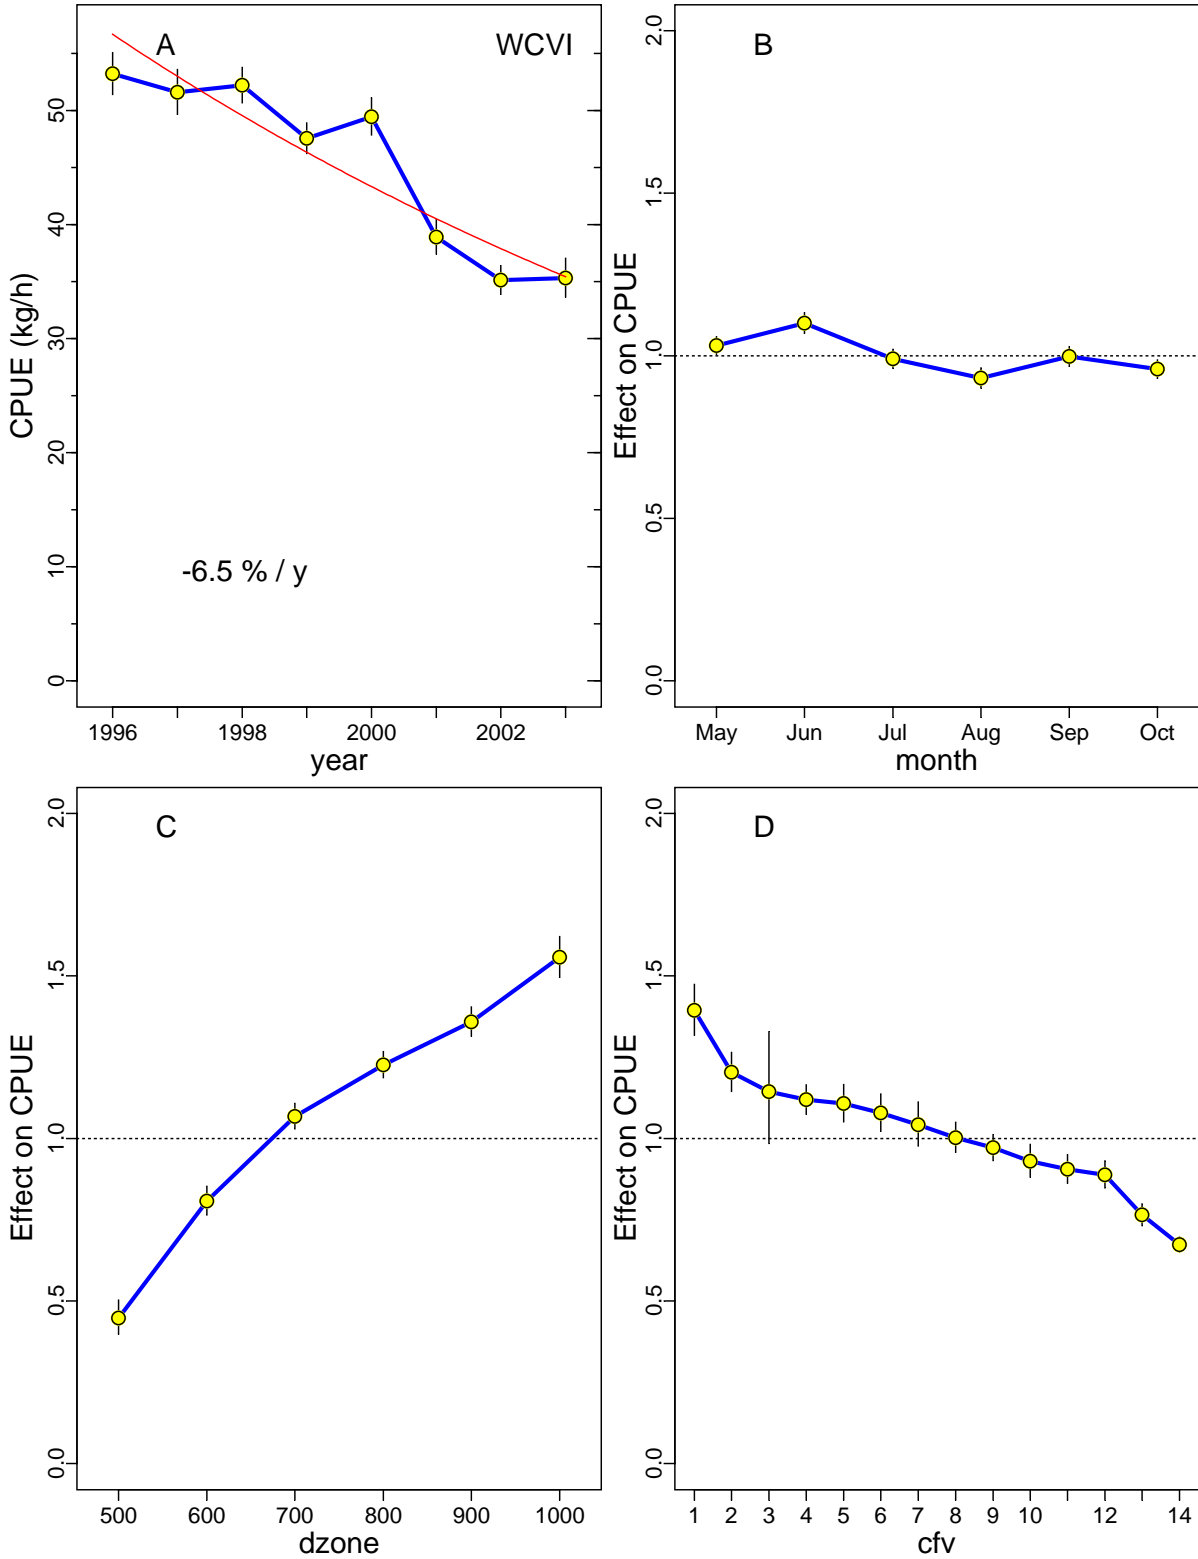 A
WCVI
CPUE (kg/h)
0
10
20
30
40
50
-6.5 % / y
1996
1998
2000
2002
year
B
Effect on CPUE
0.0
0.5
1.0
1.5
2.0
May
Jun
Jul
Aug
Sep
Oct
month
C
Effect on CPUE
0.0
0.5
1.0
1.5
2.0
500
600
700
800
900
1000
dzone
D
Effect on CPUE
0.0
0.5
1.0
1.5
2.0
1
2
3
4
5
6
7
8
9
10
12
14
cfv